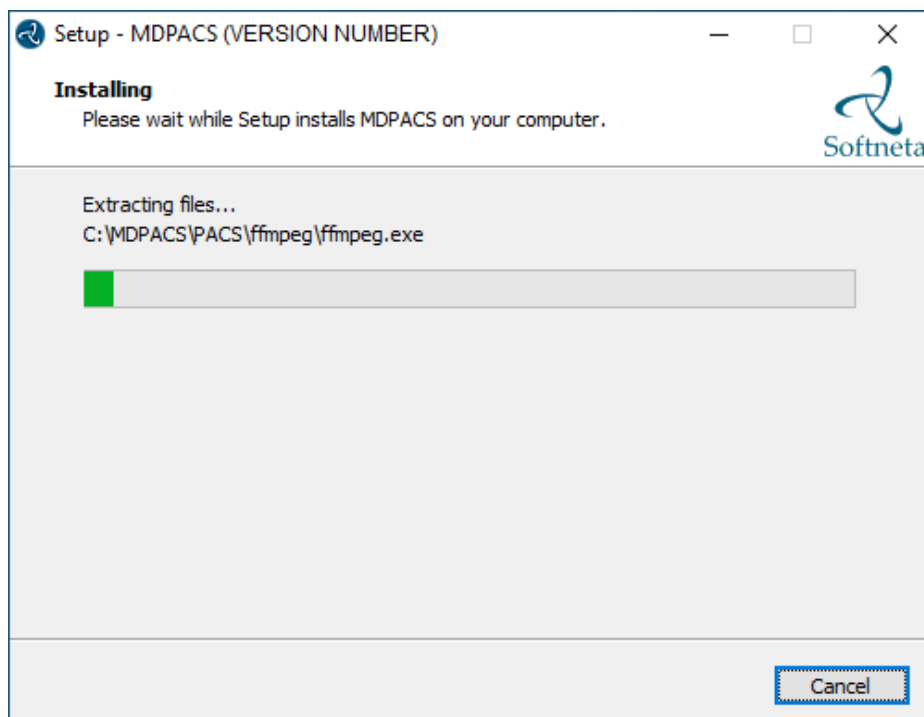 Setup - MDPACS (VERSION NUMBER)
Installing
Please wait while Setup installs MDPACS on your computer.
Softneta
Extracting files...
C:\MDPACS\PACS\ffmpeg\ffmpeg.exe
Cancel